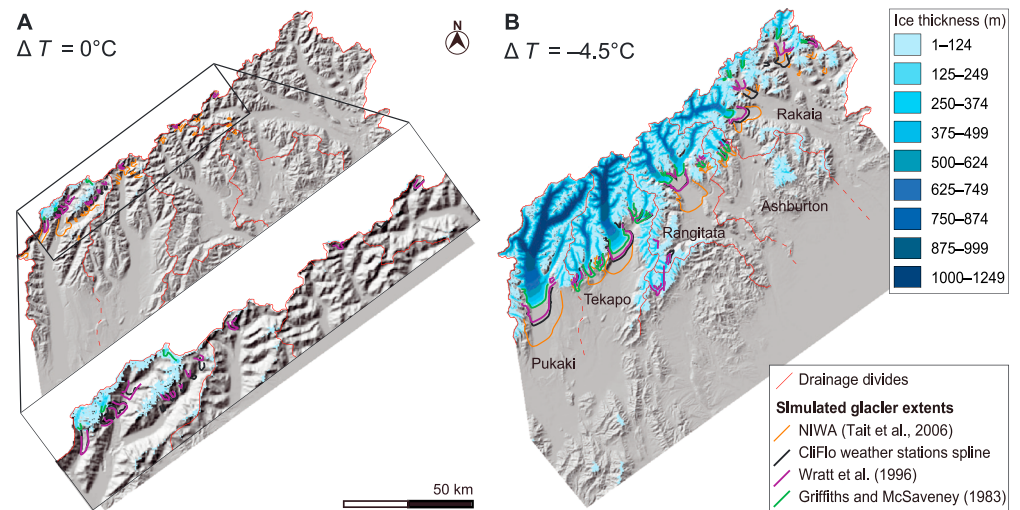 A
Δ T = 0°C
N
50 km
B
Δ T = –4.5°C
Rakaia
Ashburton
Rangitata
Tekapo
Pukaki
Ice thickness (m)
1–124
125–249
250–374
375–499
500–624
625–749
750–874
875–999
1000–1249
Drainage divides
SImulated glacler extents
NIWA (Tait et al., 2006)
CliFlo weather stations spline
Wratt et al. (1996)
Griffiths and McSaveney (1983)